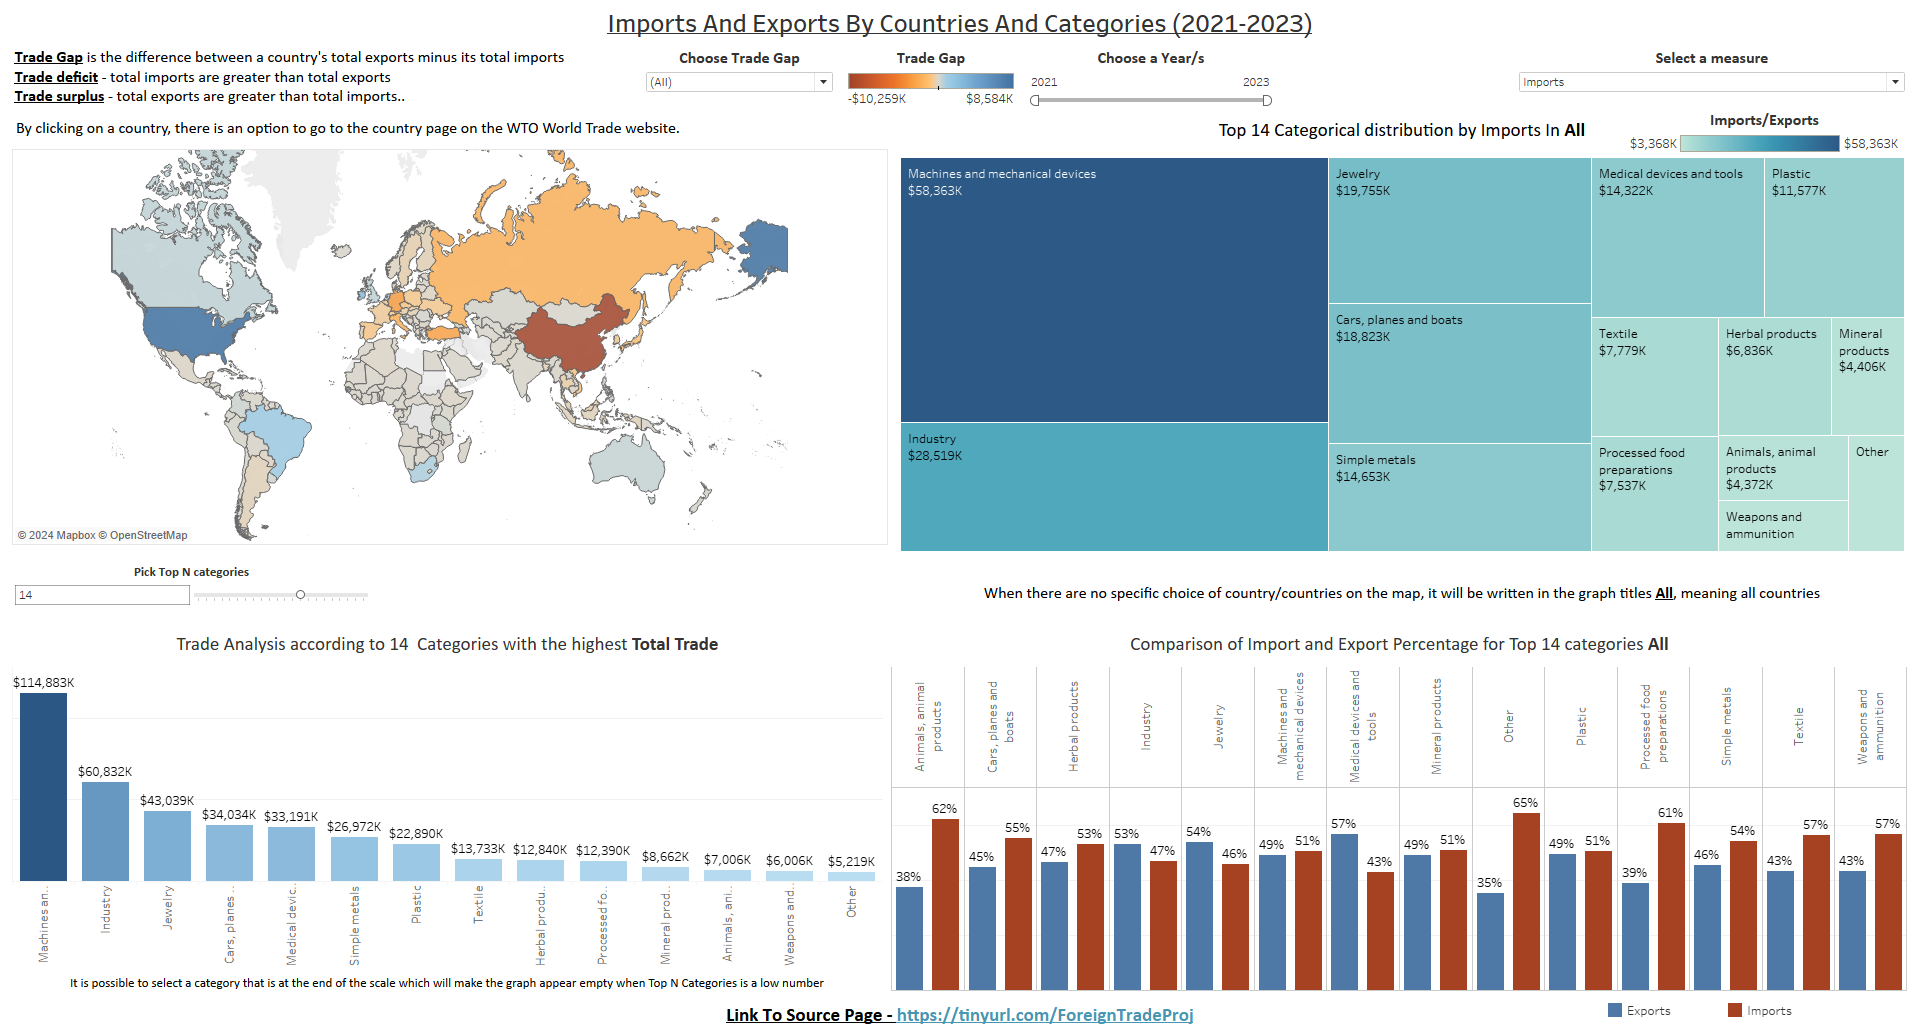 Imports And Exports By Countries And Categories (2021-2023)
Trade Gap is the difference between a country's total exports minus its total imports
Trade deficit - total imports are greater than total exports
Trade surplus - total exports are greater than total imports..
Choose Trade Gap
(All)
Trade Gap
-$10,259K $8,584K
Choose a Year/s
2021 2023
Select a measure
Imports
By clicking on a country, there is an option to go to the country page on the WTO World Trade website.
Top 14 Categorical distribution by Imports In All
Imports/Exports
$3,368K $58,363K
© 2024 Mapbox © OpenStreetMap
Machines and mechanical devices
$58,363K
Industry
$28,519K
Jewelry
$19,755K
Cars, planes and boats
$18,823K
Simple metals
$14,653K
Medical devices and tools
$14,322K
Plastic
$11,577K
Textile
$7,779K
Herbal products
$6,836K
Mineral
products
$4,406K
Processed food
preparations
$7,537K
Animals, animal
products
$4,372K
Weapons and
ammunition
Other
Pick Top N categories
14
When there are no specific choice of country/countries on the map, it will be written in the graph titles All, meaning all countries
Trade Analysis according to 14  Categories with the highest Total Trade
$114,883K
$60,832K
$43,039K
$34,034K
$33,191K
$26,972K
$22,890K
$13,733K
$12,840K
$12,390K
$8,662K
$7,006K
$6,006K
$5,219K
Machines an..
Industry
Jewelry
Cars, planes ..
Medical devic..
Simple metals
Plastic
Textile
Herbal produ..
Processed fo..
Mineral prod..
Animals, ani..
Weapons and..
Other
It is possible to select a category that is at the end of the scale which will make the graph appear empty when Top N Categories is a low number
Comparison of Import and Export Percentage for Top 14 categories All
Animals, animal
products
Cars, planes and
boats
Herbal products
Industry
Jewelry
Machines and
mechanical devices
Medical devices and
tools
Mineral products
Other
Plastic
Processed food
preparations
Simple metals
Textile
Weapons and
ammunition
38% 62%
45% 55%
47% 53%
53% 47%
54% 46%
49% 51%
57% 43%
49% 51%
35% 65%
49% 51%
39% 61%
46% 54%
43% 57%
43% 57%
Exports Imports
Link To Source Page - https://tinyurl.com/ForeignTradeProj